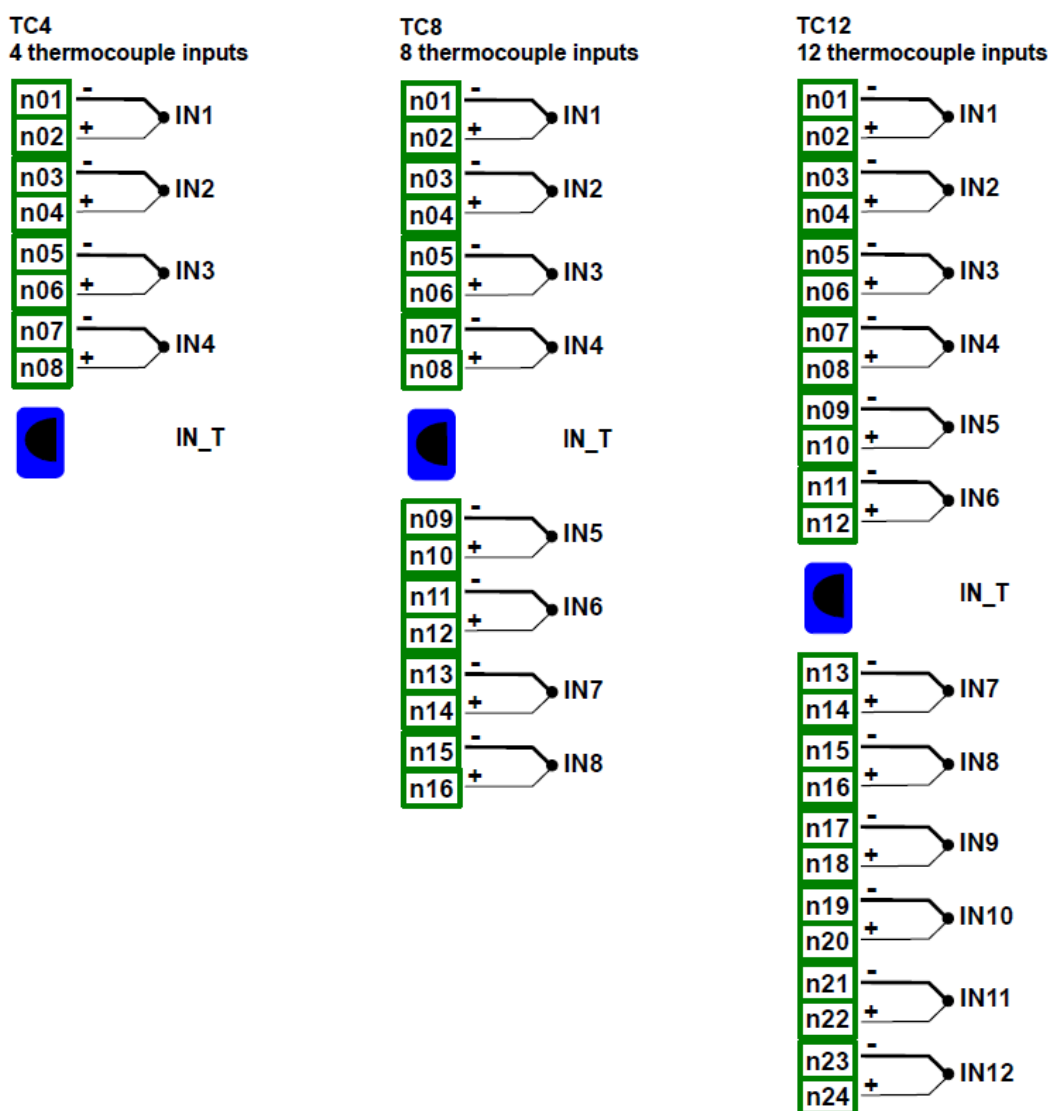 TC4
4 thermocouple inputs
n01 - IN1
n02 +
n03 - IN2
n04 +
n05 - IN3
n06 +
n07 - IN4
n08 +
IN_T
TC8
8 thermocouple inputs
n01 - IN1
n02 +
n03 - IN2
n04 +
n05 - IN3
n06 +
n07 - IN4
n08 +
IN_T
n09 - IN5
n10 +
n11 - IN6
n12 +
n13 - IN7
n14 +
n15 - IN8
n16 +
TC12
12 thermocouple inputs
n01 - IN1
n02 +
n03 - IN2
n04 +
n05 - IN3
n06 +
n07 - IN4
n08 +
n09 - IN5
n10 +
n11 - IN6
n12 +
IN_T
n13 - IN7
n14 +
n15 - IN8
n16 +
n17 - IN9
n18 +
n19 - IN10
n20 +
n21 - IN11
n22 +
n23 - IN12
n24 +